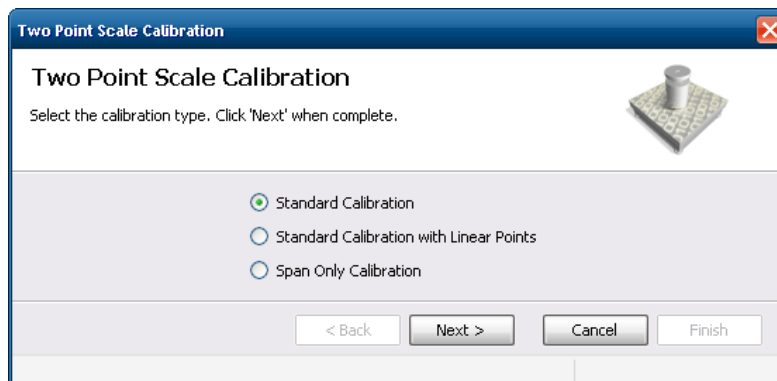 Two Point Scale Calibration
Two Point Scale Calibration
Select the calibration type. Click 'Next' when complete.
Standard Calibration
Standard Calibration with Linear Points
Span Only Calibration
< Back Next > Cancel Finish